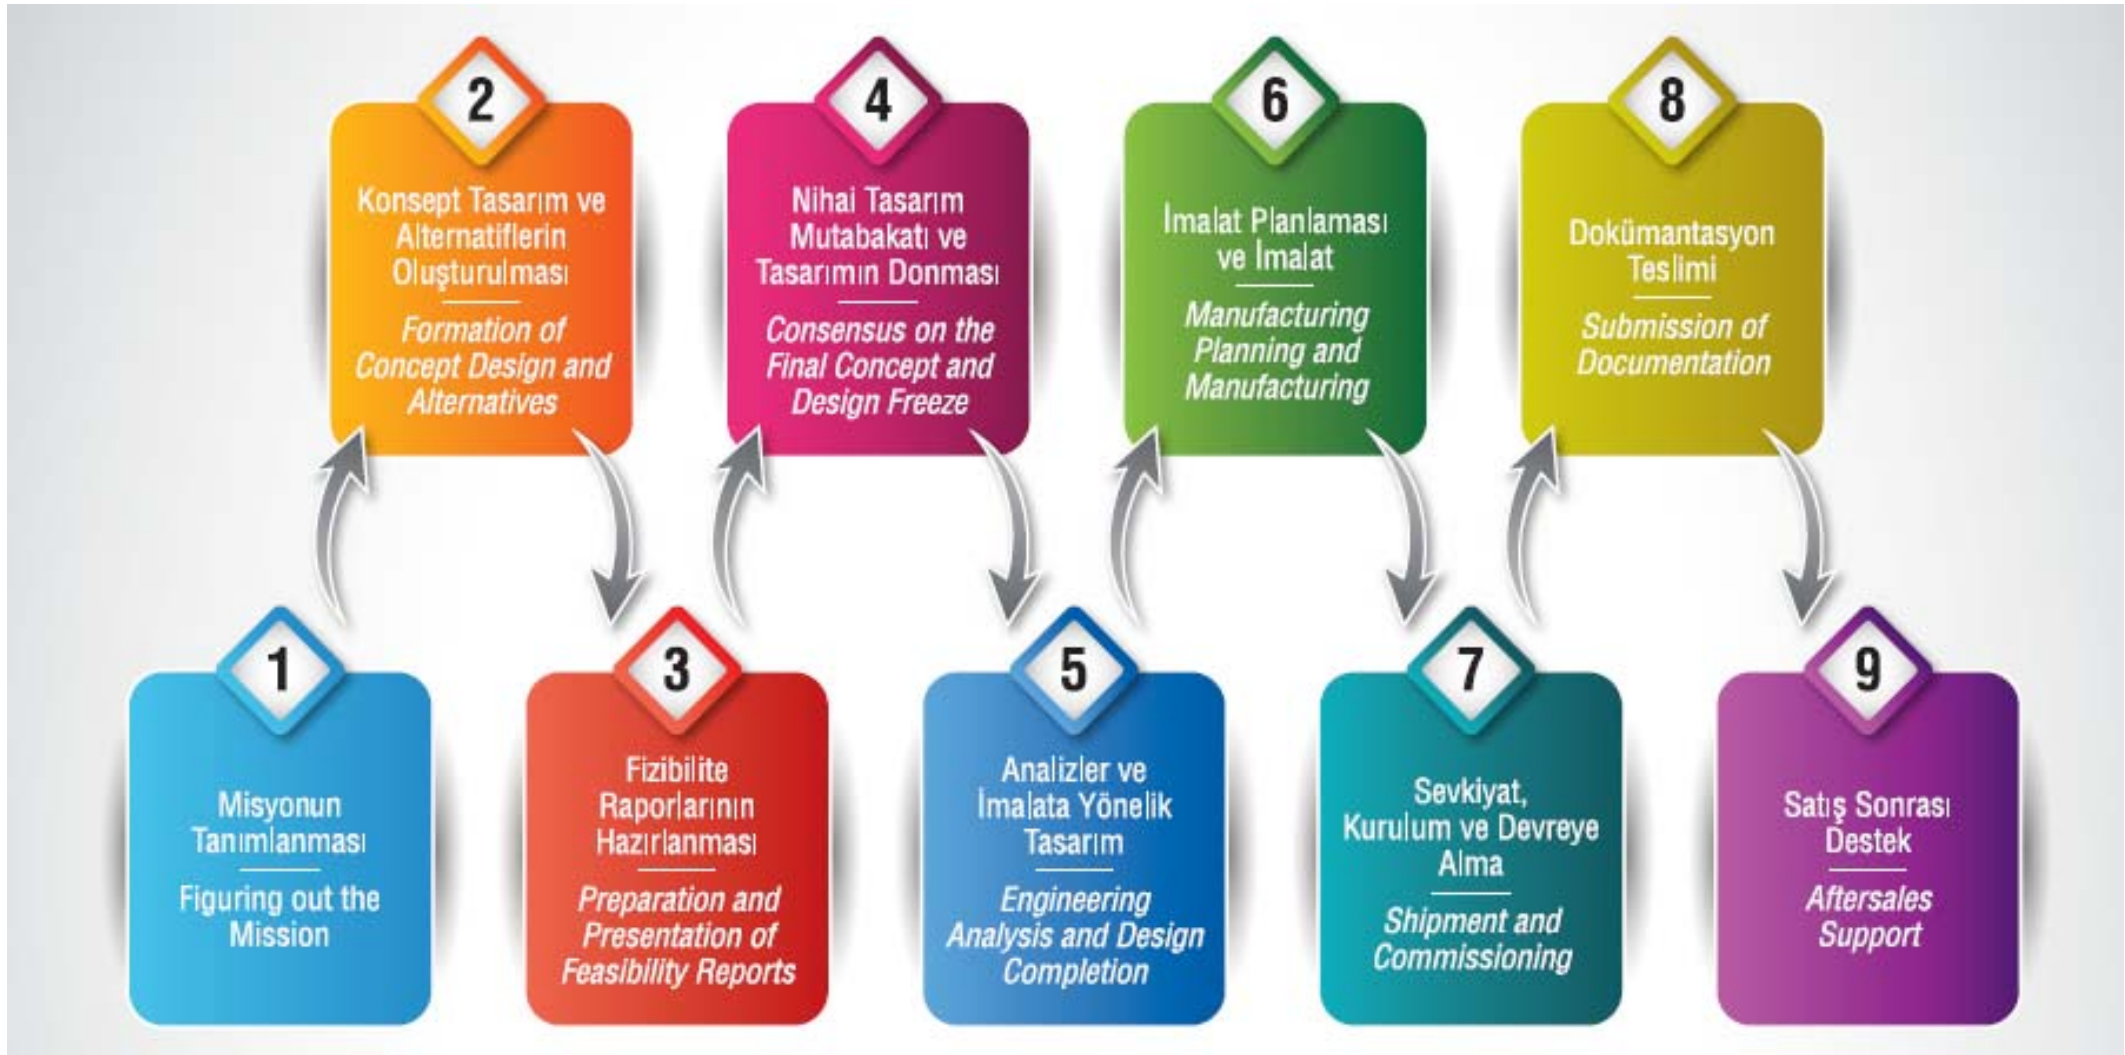 1
Misyonun
Tanımlanması
Figuring out the
Mission
2
Konsept Tasarım ve
Alternatiflerin
Oluşturulması
Formation of
Concept Design and
Alternatives
3
Fizibilite
Raporlarının
Hazırlanması
Preparation and
Presentation of
Feasibility Reports
4
Nihai Tasarım
Mutabakatı ve
Tasarımın Donması
Consensus on the
Final Concept and
Design Freeze
5
Analizler ve
İmalata Yönelik
Tasarım
Engineering
Analysis and Design
Completion
6
İmalat Planlaması
ve İmalat
Manufacturing
Planning and
Manufacturing
7
Sevkiyat,
Kurulum ve Devreye
Alma
Shipment and
Commissioning
8
Dokümantasyon
Teslimi
Submission of
Documentation
9
Satış Sonrası
Destek
Aftersales
Support